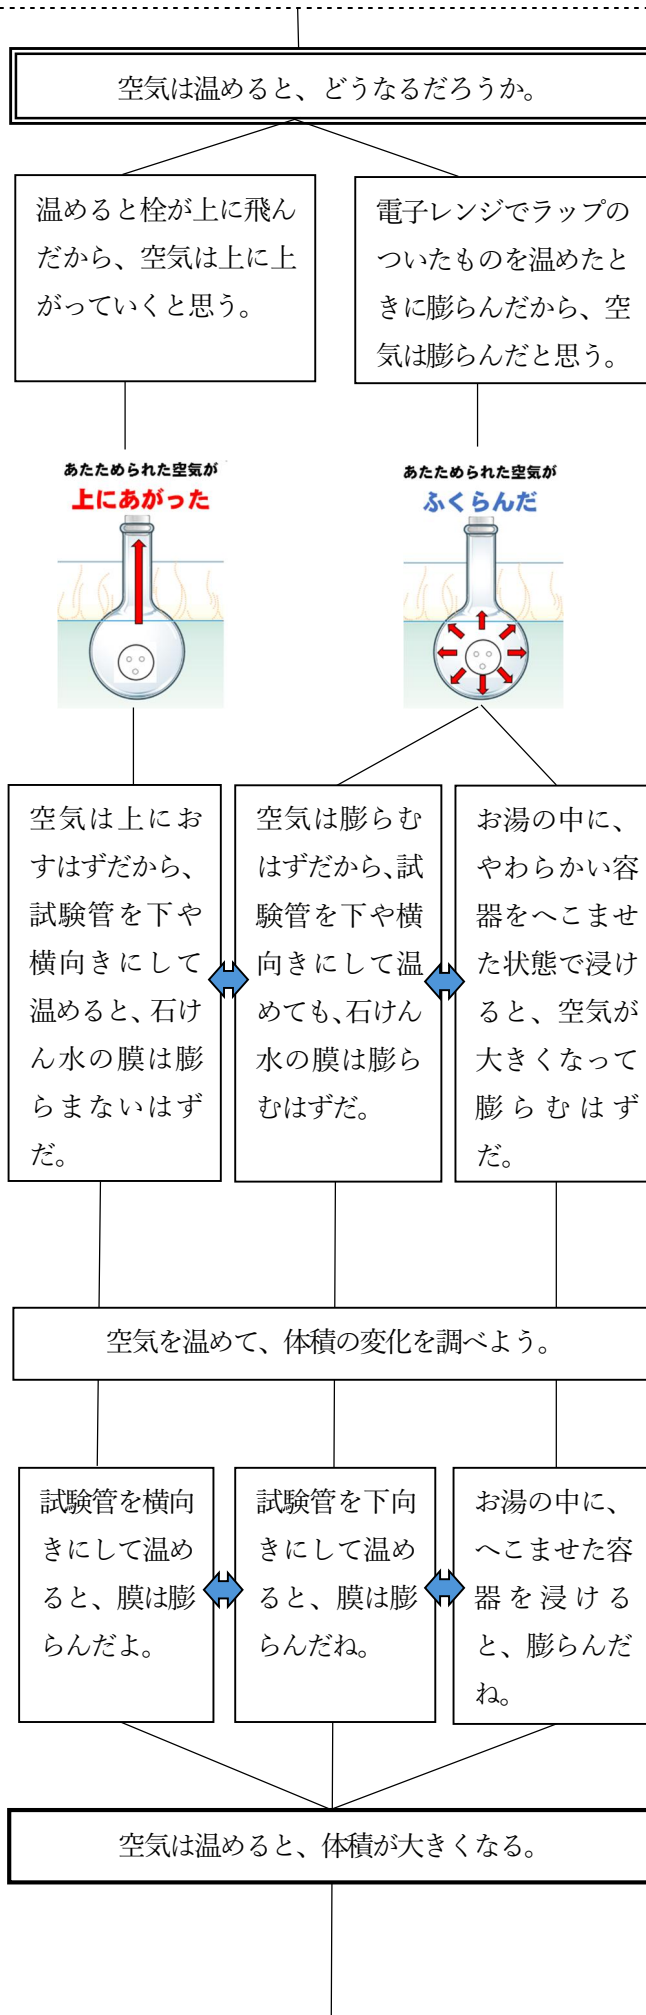 空気は温めると、どうなるだろうか。
温めると栓が上に飛ん
だから、空気は上に上
がっていくと思う。
電子レンジでラップの
ついたものを温めたと
きに膨らんだから、空
気は膨らんだと思う。
あたためられた空気が
上にあがった
あたためられた空気が
ふくらんだ
空気は上にお
すはずだから、
試験管を下や
横向きにして
温めると、石け
ん水の膜は膨
らまないはず
だ。
空気は膨らむ
はずだから、試
験管を下や横
向きにして温
めても、石けん
水の膜は膨ら
むはずだ。
お湯の中に、
やわらかい容
器をへこませ
た状態で浸け
ると、空気が
大きくなって
膨らむはず
だ。
空気を温めて、体積の変化を調べよう。
試験管を横向
きにして温め
ると、膜は膨
らんだよ。
試験管を下向
きにして温め
ると、膜は膨
らんだね。
お湯の中に、
へこませた容
器を浸ける
と、膨らんだ
ね。
空気は温めると、体積が大きくなる。